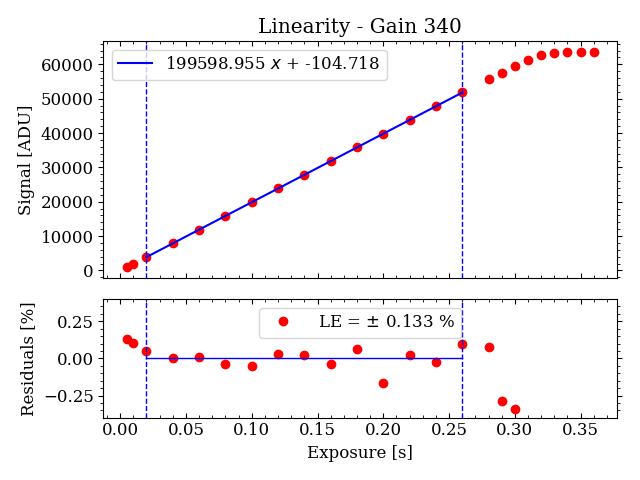 Linearity - Gain 340
199598.955 x + -104.718
Signal [ADU]
60000
50000
40000
30000
20000
10000
0
LE = ± 0.133 %
Residuals [%]
0.25
0.00
−0.25
0.00 0.05 0.10 0.15 0.20 0.25 0.30 0.35
Exposure [s]